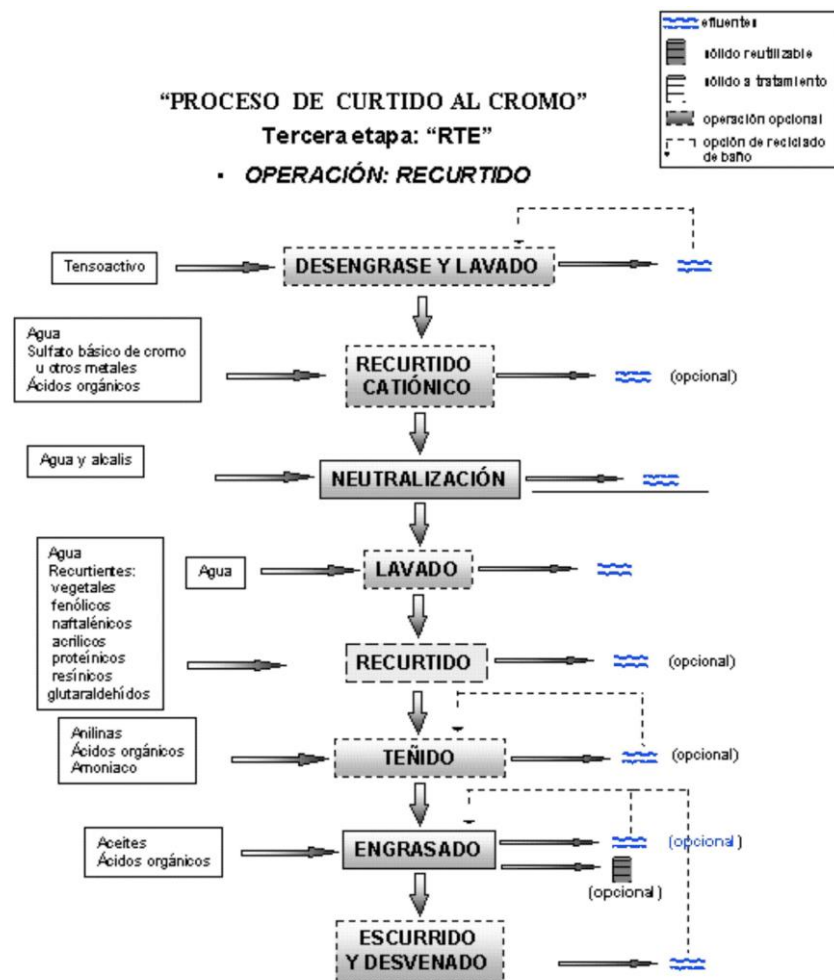 efluentes
sólido reutilizable
sólido a tratamiento
operación opcional
opción de reciclado
de baño
“PROCESO DE CURTIDO AL CROMO”
Tercera etapa: “RTE”
• OPERACIÓN: RECURTIDO
Tensoactivo
DESENGRASE Y LAVADO
Agua
Sulfato básico de cromo
u otros metales
Ácidos orgánicos
RECURTIDO
CATIÓNICO
(opcional)
Agua y alcalis
NEUTRALIZACIÓN
Agua
Recurtientes:
vegetales
fenólicos
naftalénicos
acrílicos
proteínicos
resínicos
glutaraldehídos
Agua
LAVADO
RECURTIDO
(opcional)
Anilinas
Ácidos orgánicos
Amoniaco
TEÑIDO
(opcional)
Aceites
Ácidos orgánicos
ENGRASADO
(opcional)
(opcional)
ESCURRIDO
Y DESVENADO